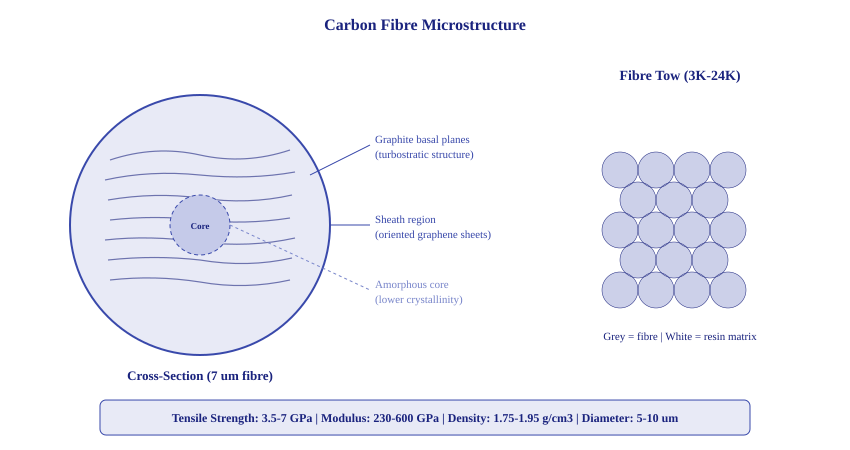 Carbon Fibre Microstructure
Fibre Tow (3K-24K)
Graphite basal planes
(turbostratic structure)
Core
Sheath region
(oriented graphene sheets)
Amorphous core
(lower crystallinity)
Grey = fibre | White = resin matrix
Cross-Section (7 um fibre)
Tensile Strength: 3.5-7 GPa | Modulus: 230-600 GPa | Density: 1.75-1.95 g/cm3 | Diameter: 5-10 um